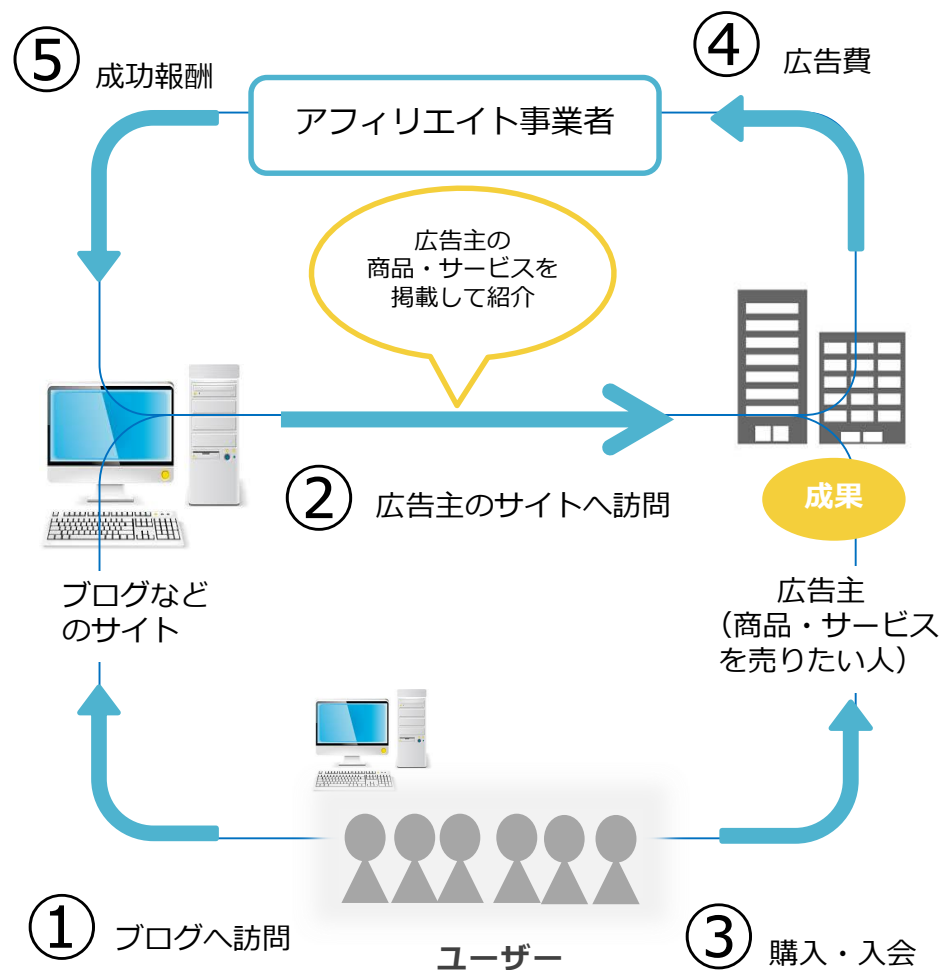 ⑤ 成功報酬
④ 広告費
アフィリエイト事業者
広告主の
商品・サービスを
掲載して紹介
② 広告主のサイトへ訪問
成果
ブログなど
のサイト
広告主
（商品・サービス
を売りたい人）
① ブログへ訪問
ユーザー
③ 購入・入会